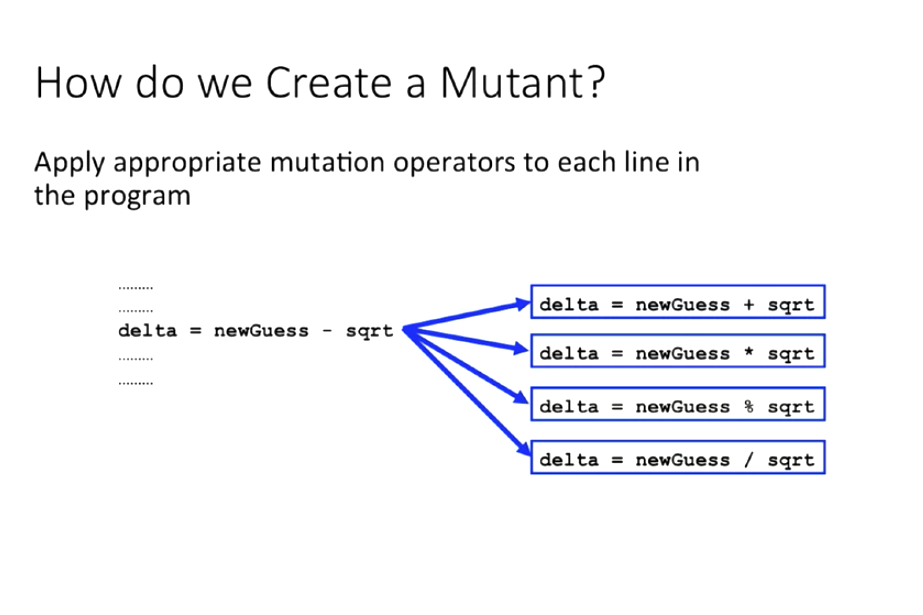 How do we Create a Mutant?
Apply appropriate mutation operators to each line in
the program
.........
.........
delta = newGuess - sqrt
.........
.........
delta = newGuess + sqrt
delta = newGuess * sqrt
delta = newGuess % sqrt
delta = newGuess / sqrt